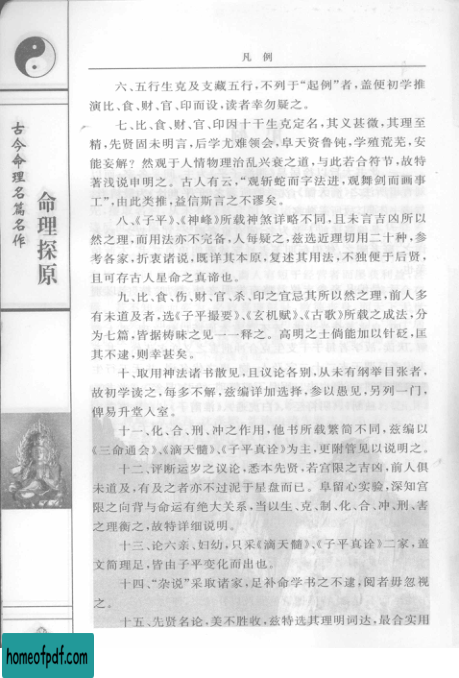 凡 例
六、五行生克及支藏五行，不列于“起例”者，盖便初学推
演比、食、财、官、印而设，读者幸勿疑之。
七、比、食、财、官、印因十干生克定名，其义甚微，其理至
精，先贤固未明言，后学尤难领会，阜天资鲁钝，学殖荒芜，安
能妄解？然观于人情物理治乱兴衰之道，与此若合符节，故特
著浅说申明之。古人有云，“观斩蛇而字法进，观舞剑而画事
工”，由此类推，益信斯言之不谬矣。
八、《子平》、《神峰》所载神煞详略不同，且未言吉凶所以
然之理，而用法亦不完备，人每疑之，兹选近理切用二十种，参
考各家，折衷诸说，既详其本原，复述其用法，不独便于后贤，
且可存古人星命之真谛也。
九、比、食、伤、财、官、杀、印之宜忌其所以然之理，前人多
有未道及者，选《子平撮要》、《玄机赋》、《古歌》所载之成法，分
为七篇，皆据梼昧之见一一释之。高明之士倘能加以针砭，匡
其不逮，则幸甚矣。
十、取用神法诸书散见，且议论各别，从未有纲举目张者，
故初学读之，每多不解，兹编详加选择，参以愚见，另列一门，
俾易升堂入室。
十一、化、合、刑、冲之作用，他书所载繁简不同，兹编以
《三命通会》、《滴天髓》、《子平真诠》为主，更附管见以说明之。
十二、评断运岁之议论，悉本先贤，若宫限之吉凶，前人俱
未道及，有及之者亦不过泥于星盘而已。阜留心实验，深知宫
限之向背与命运有绝大关系，当以生、克、制、化、合、冲、刑、害
之理衡之，故特详细说明。
十三、论六亲、妇幼，只采《滴天髓》、《子平真诠》二家，盖
文简理足，皆由子平变化而出也。
十四、“杂说”采取诸家，足补命学书之不逮，阅者毋忽视
之。
十五、先贤名论，美不胜收，兹特选其理明词达，最合实用
古今命理名篇名作
命理探原
homeofpdf.com